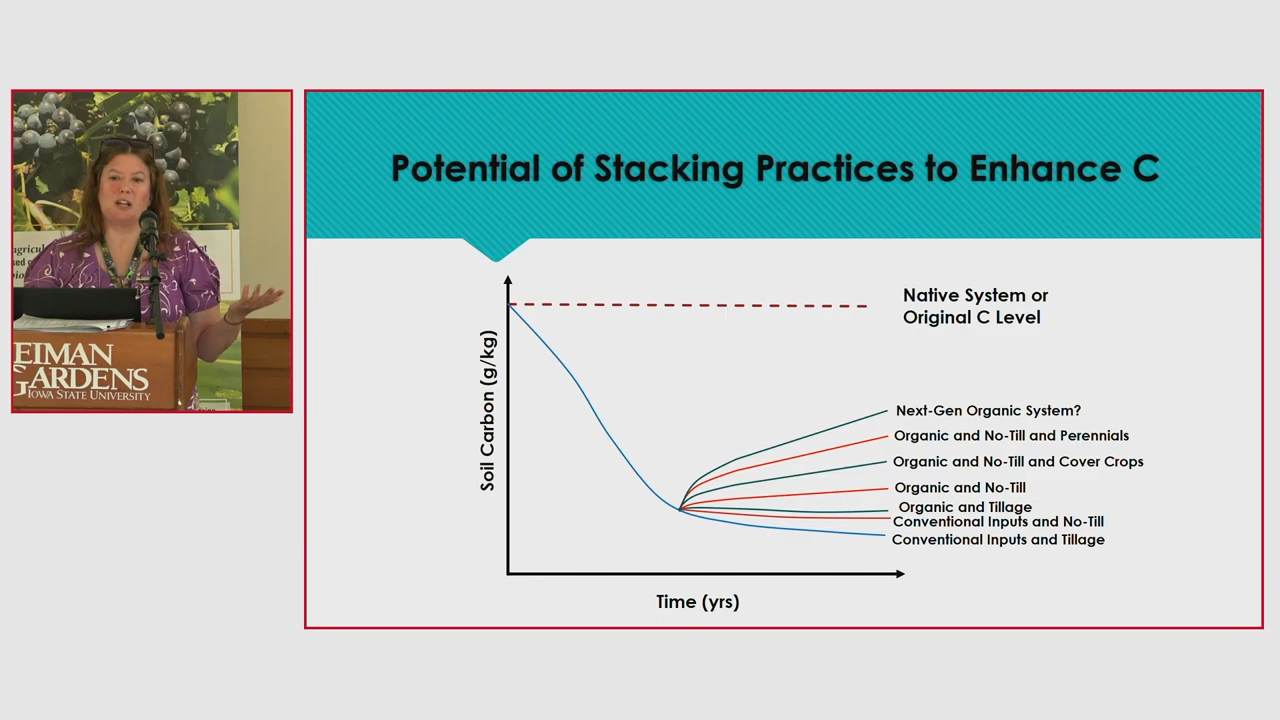 EIMAN
GARDENS
IOWA STATE UNIVERSITY
Potential of Stacking Practices to Enhance C
Soil Carbon (g/kg)
Native System or
Original C Level
Next-Gen Organic System?
Organic and No-Till and Perennials
Organic and No-Till and Cover Crops
Organic and No-Till
Organic and Tillage
Conventional Inputs and No-Till
Conventional Inputs and Tillage
Time (yrs)